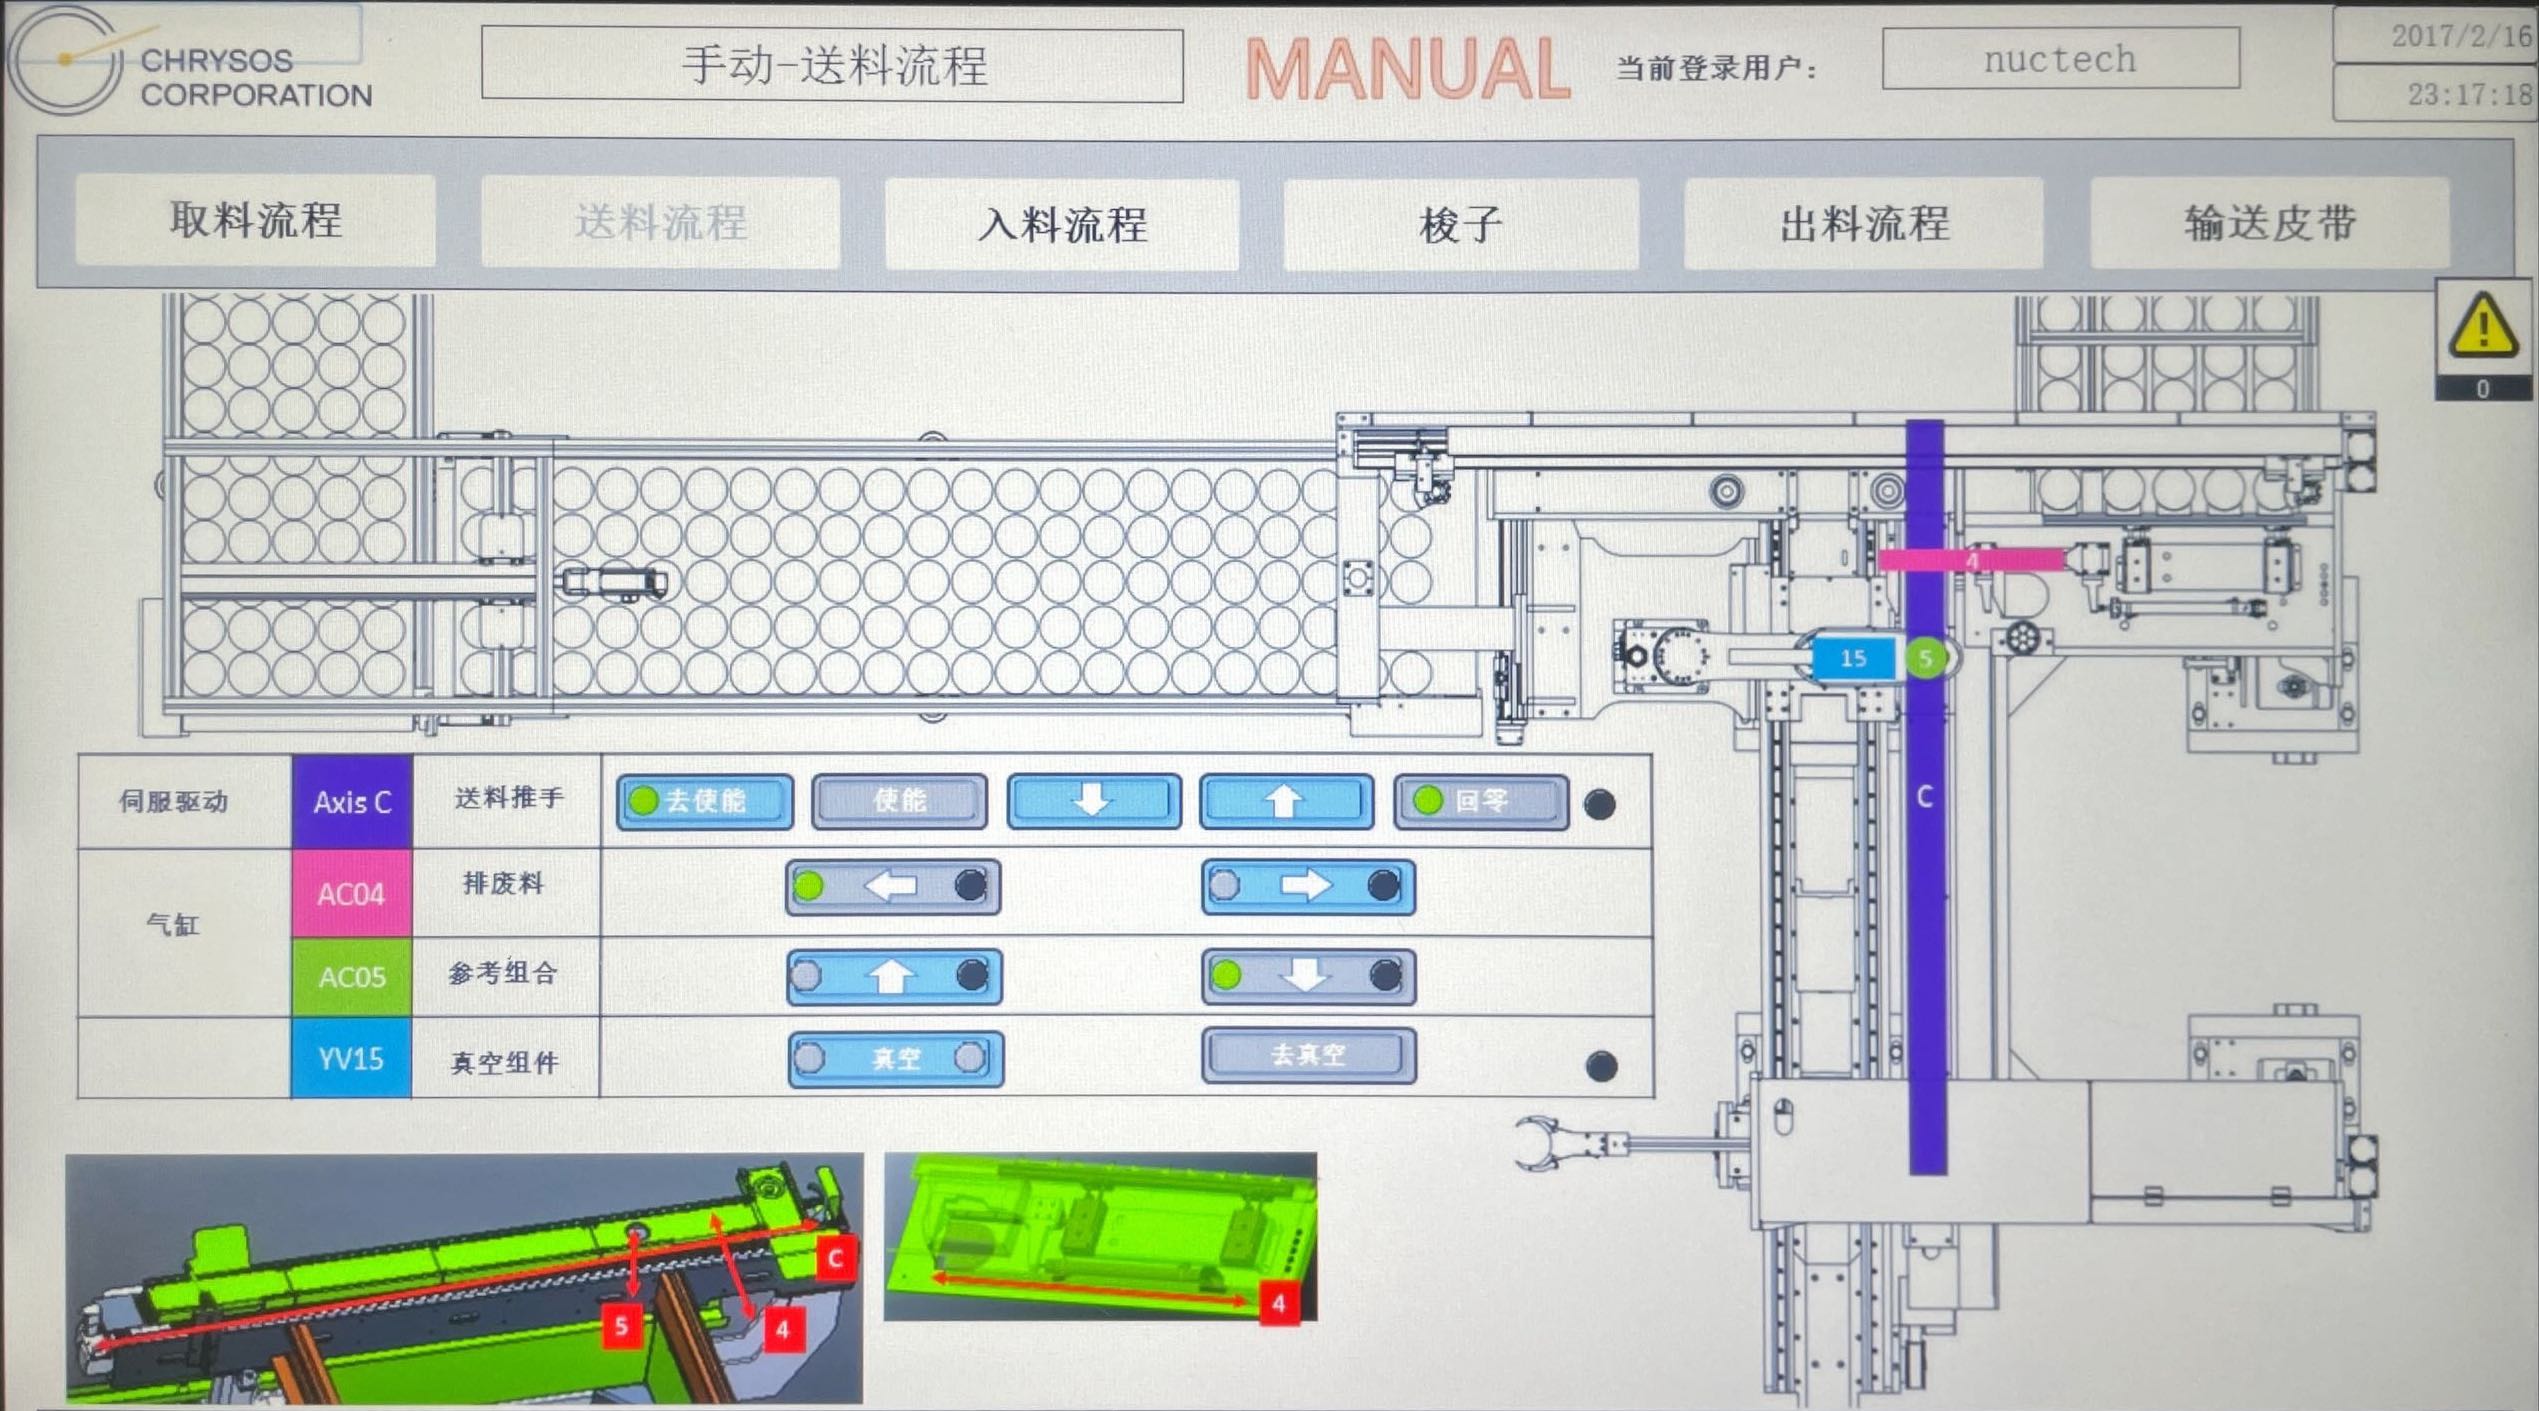 CHRYSOS
CORPORATION
手动-送料流程
MANUAL
当前登录用户:
nuctech
2017/2/16
23:17:18
取料流程
送料流程
入料流程
梭子
出料流程
输送皮带
0
4
15
5
C
伺服驱动
Axis C
送料推手
去使能
使能
回零
气缸
AC04
排废料
AC05
参考组合
YV15
真空组件
真空
去真空
C
5
4
4